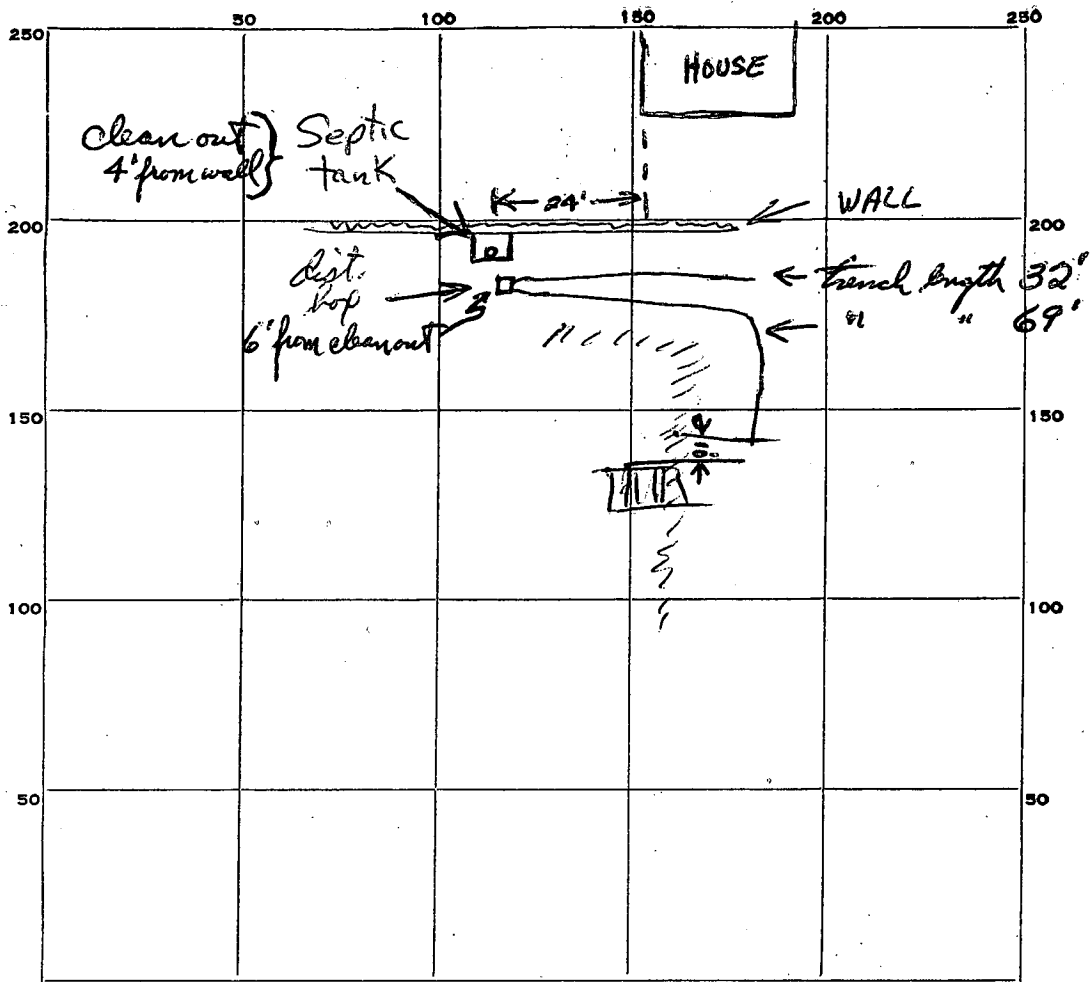 50 100 150 200 250
250
HOUSE
clean out
4' from wall
Septic
tank
24'
WALL
200 200
dist.
box
trench length 32'
" " 69'
6' from cleanout
150 150
10'
100 100
50 50